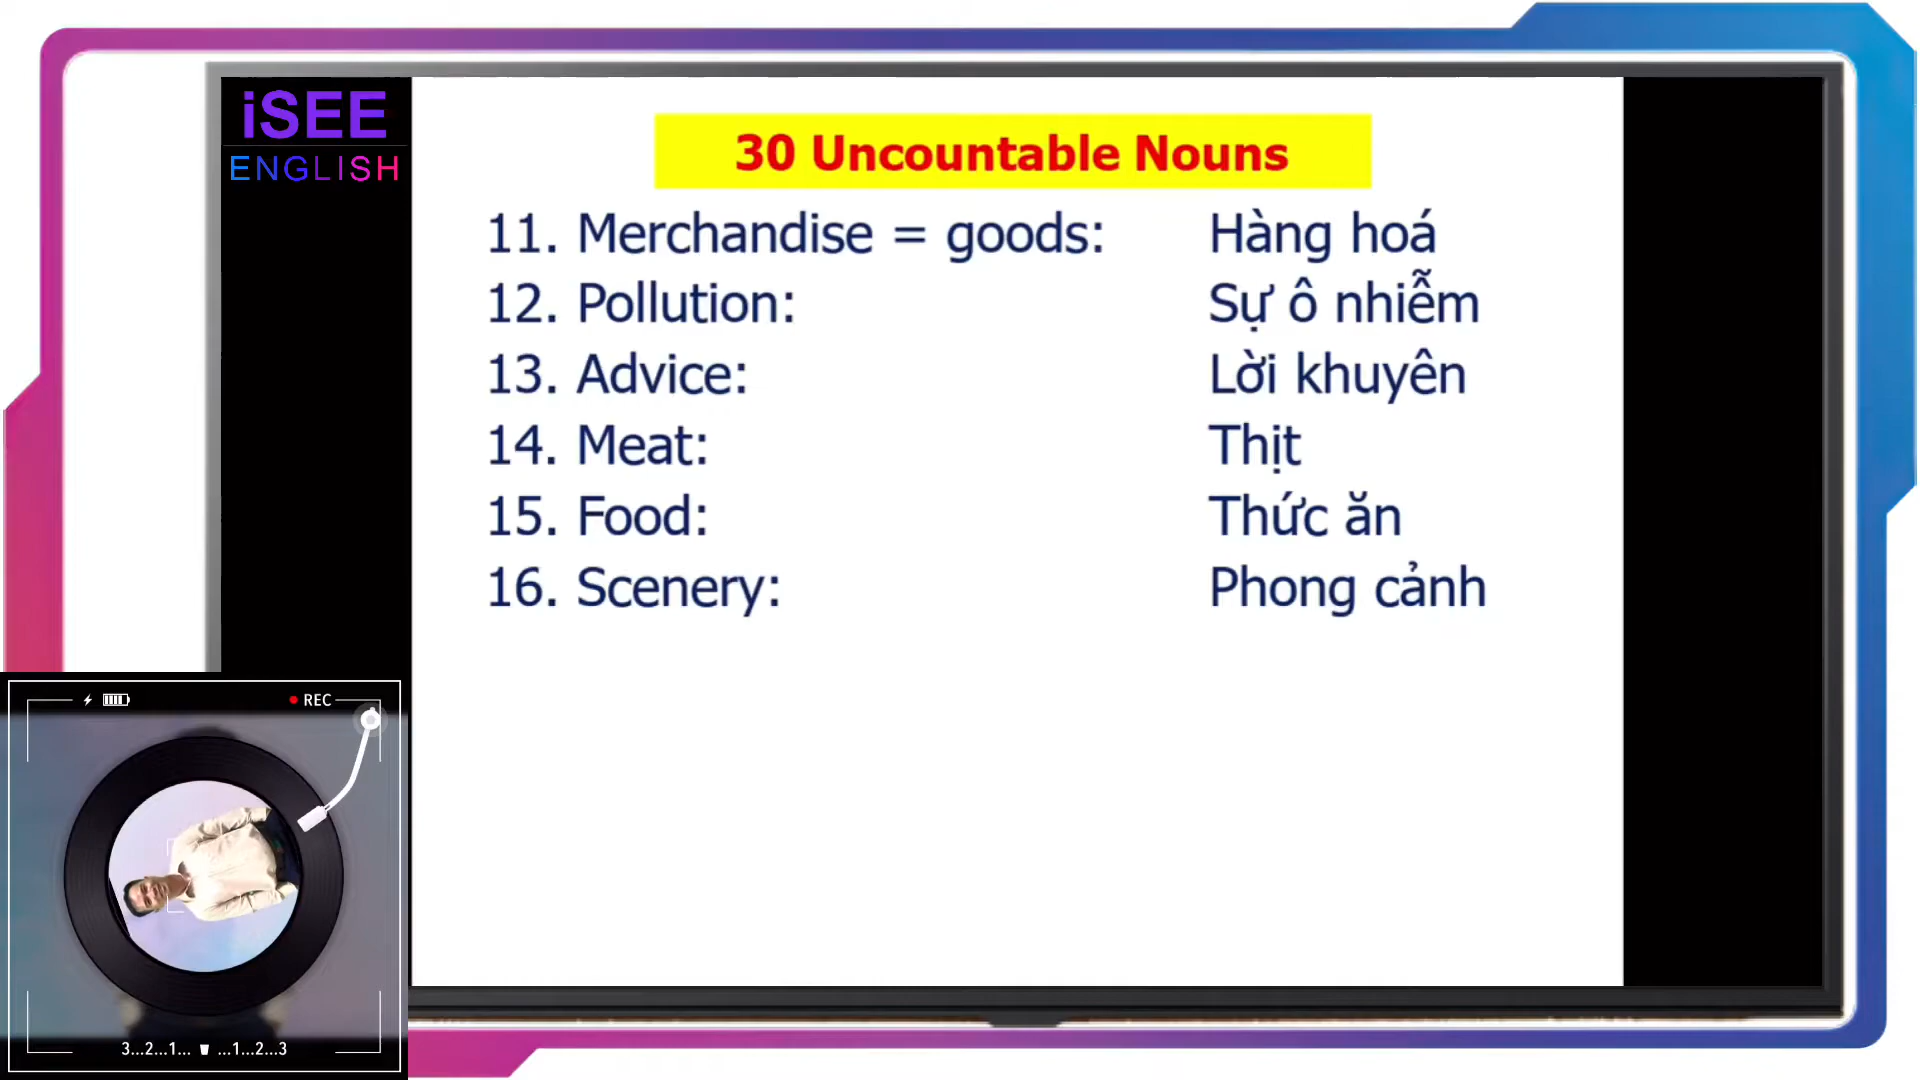 iSEE
ENGLISH
30 Uncountable Nouns
11. Merchandise = goods: Hàng hoá
12. Pollution: Sự ô nhiễm
13. Advice: Lời khuyên
14. Meat: Thịt
15. Food: Thức ăn
16. Scenery: Phong cảnh
REC
3...2...1... ...1...2...3